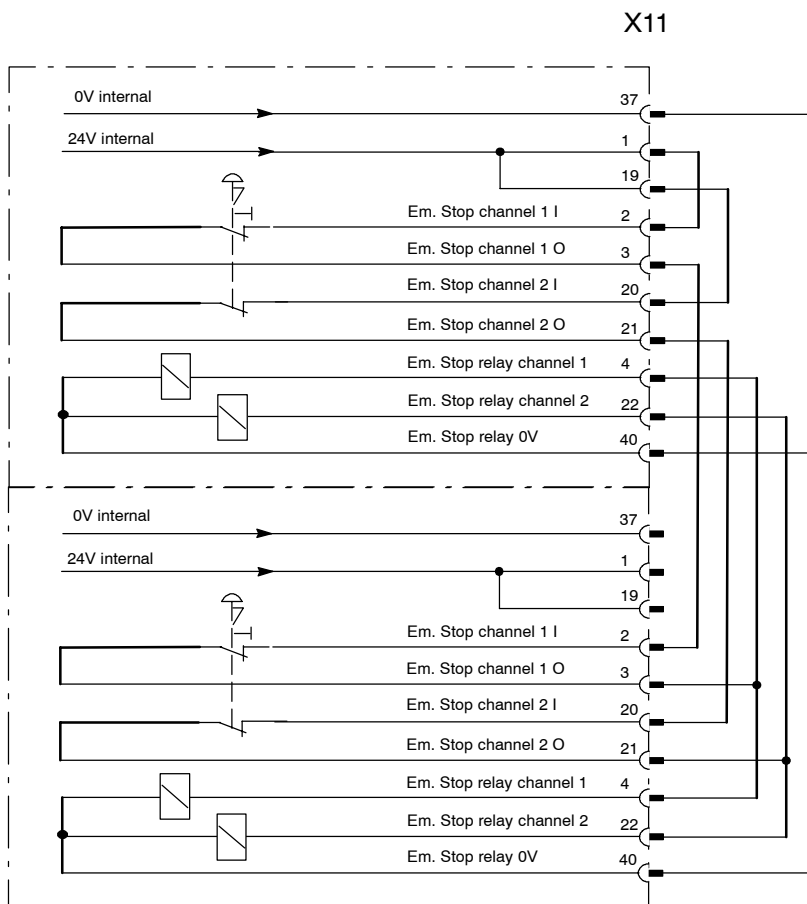 X11
0V internal 37
24V internal 1
19
Em. Stop channel 1 I 2
Em. Stop channel 1 O 3
Em. Stop channel 2 I 20
Em. Stop channel 2 O 21
Em. Stop relay channel 1 4
Em. Stop relay channel 2 22
Em. Stop relay 0V 40
0V internal 37
24V internal 1
19
Em. Stop channel 1 I 2
Em. Stop channel 1 O 3
Em. Stop channel 2 I 20
Em. Stop channel 2 O 21
Em. Stop relay channel 1 4
Em. Stop relay channel 2 22
Em. Stop relay 0V 40